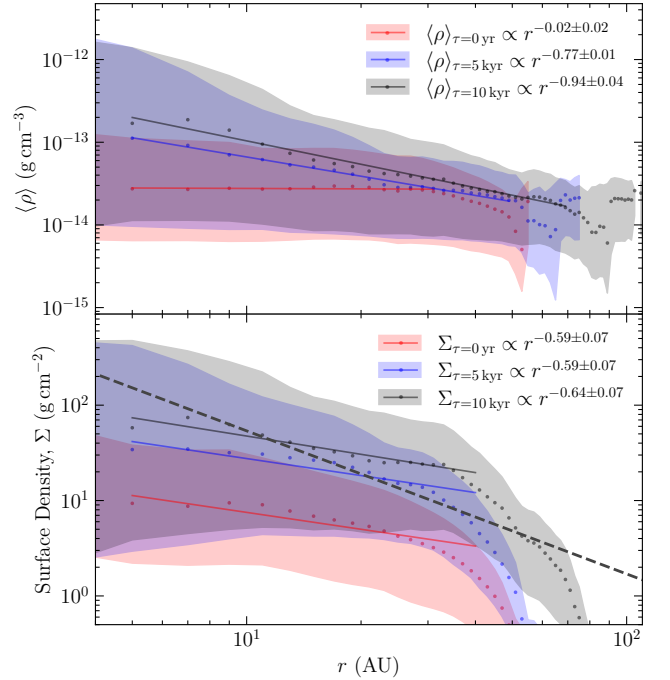 ⟨ρ⟩τ=0 yr ∝ r^−0.02±0.02
⟨ρ⟩τ=5 kyr ∝ r^−0.77±0.01
⟨ρ⟩τ=10 kyr ∝ r^−0.94±0.04
10^−12
10^−13
10^−14
10^−15
⟨ρ⟩ (g cm^−3)
Στ=0 yr ∝ r^−0.59±0.07
Στ=5 kyr ∝ r^−0.59±0.07
Στ=10 kyr ∝ r^−0.64±0.07
10^2
10^1
10^0
Surface Density, Σ (g cm^−2)
10^1
10^2
r (AU)